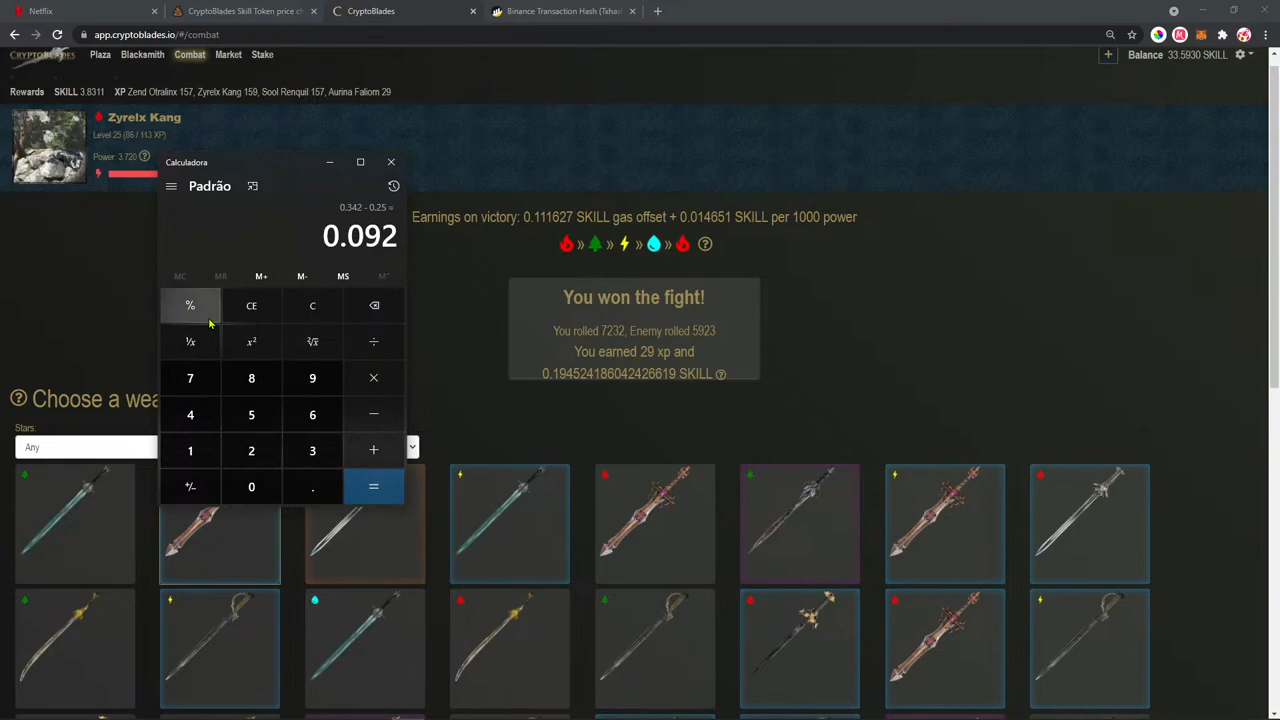 Netflix
CryptoBlades Skill Token price ch
CryptoBlades
Binance Transaction Hash (Txhas
app.cryptoblades.io/#/combat
CRYPTOBLADES
Plaza
Blacksmith
Combat
Market
Stake
Balance 33.5930 SKILL
Rewards SKILL 3.8311 XP Zend Otralinx 157, Zyrelx Kang 159, Sool Renquil 157, Aurina Faliorn 29
Zyrelx Kang
Level 25 (86 / 113 XP)
Power: 3.720
Calculadora
Padrão
0.342 - 0.25 =
0.092
MC MR M+ M- MS M˅
% CE C
¹/x x² ²√x ÷
7 8 9 ×
4 5 6 −
1 2 3 +
+/− 0 . =
Earnings on victory: 0.111627 SKILL gas offset + 0.014651 SKILL per 1000 power
You won the fight!
You rolled 7232, Enemy rolled 5923
You earned 29 xp and
0.194524186042426619 SKILL
Choose a wea
Stars:
Any